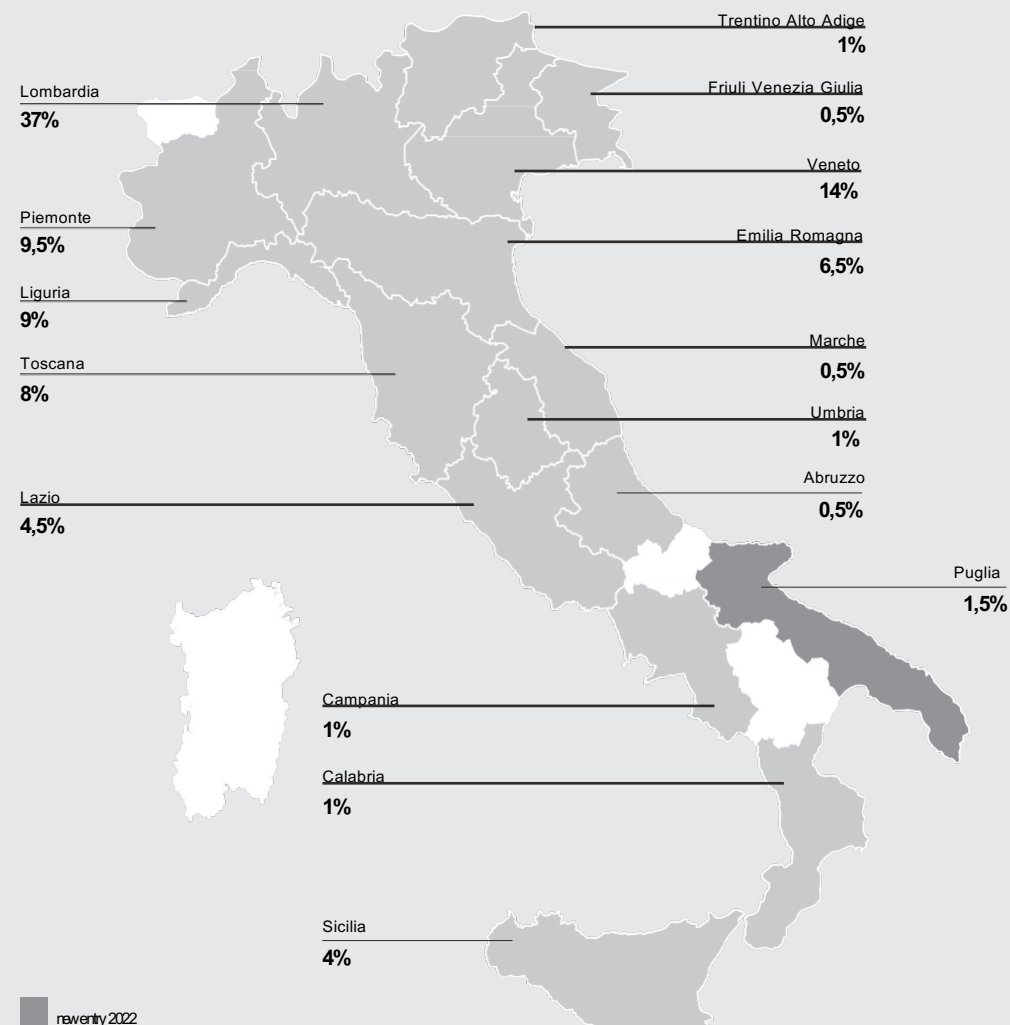 Trentino Alto Adige
1%
Lombardia
37%
Friuli Venezia Giulia
0,5%
Veneto
14%
Piemonte
9,5%
Emilia Romagna
6,5%
Liguria
9%
Marche
0,5%
Toscana
8%
Umbria
1%
Abruzzo
0,5%
Lazio
4,5%
Puglia
1,5%
Campania
1%
Calabria
1%
Sicilia
4%
new entry 2022